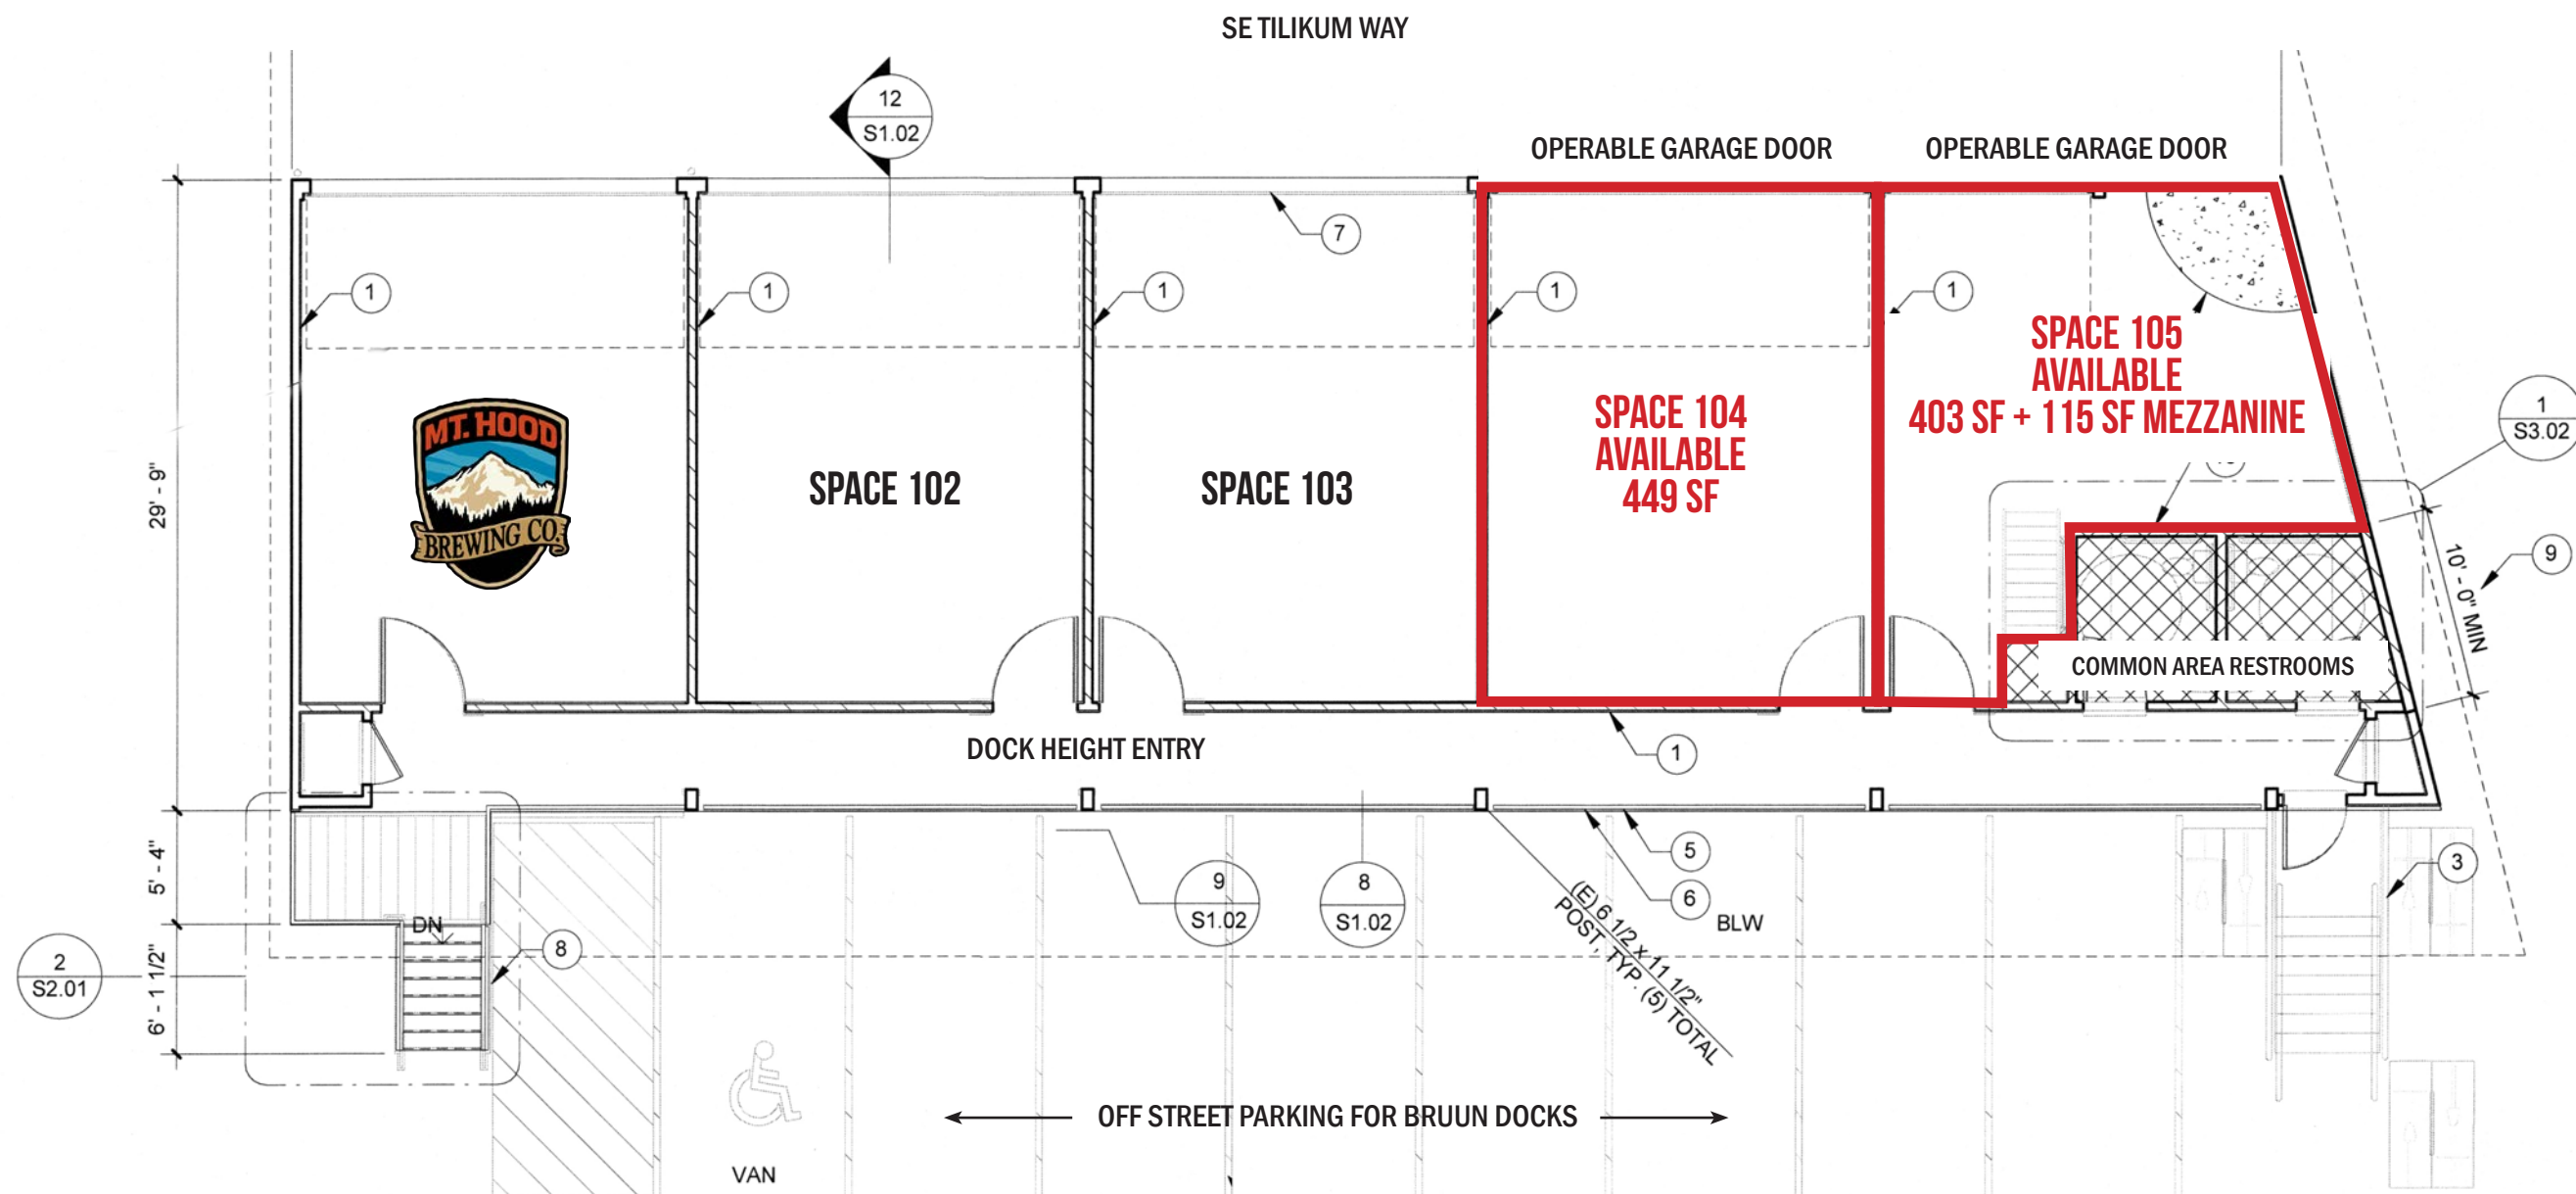 SE TILIKUM WAY
12
S1.02
OPERABLE GARAGE DOOR
OPERABLE GARAGE DOOR
7
1
1
1
1
1
SPACE 105
AVAILABLE
403 SF + 115 SF MEZZANINE
SPACE 104
AVAILABLE
449 SF
MT. HOOD
BREWING CO.
SPACE 102
SPACE 103
29' - 9"
1
S3.02
10' - 0" MIN
9
COMMON AREA RESTROOMS
DOCK HEIGHT ENTRY
1
5' - 4"
5
6
BLW
3
9
S1.02
8
S1.02
(E) 6 1/2 x 11 1/2"
POST, TYP. (5) TOTAL
DN
8
2
S2.01
6' - 1 1/2"
OFF STREET PARKING FOR BRUUN DOCKS
VAN